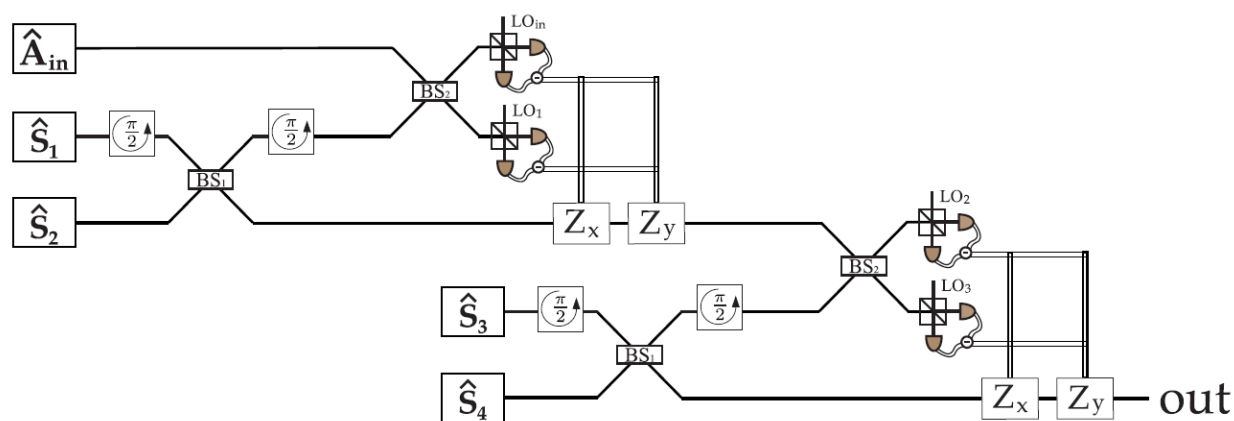 Â_in
LO_in
BS₂
Ŝ₁
π/2
π/2
LO₁
BS₁
Ŝ₂
Z_x
Z_y
LO₂
BS₂
Ŝ₃
π/2
π/2
LO₃
BS₁
Ŝ₄
Z_x
Z_y
out